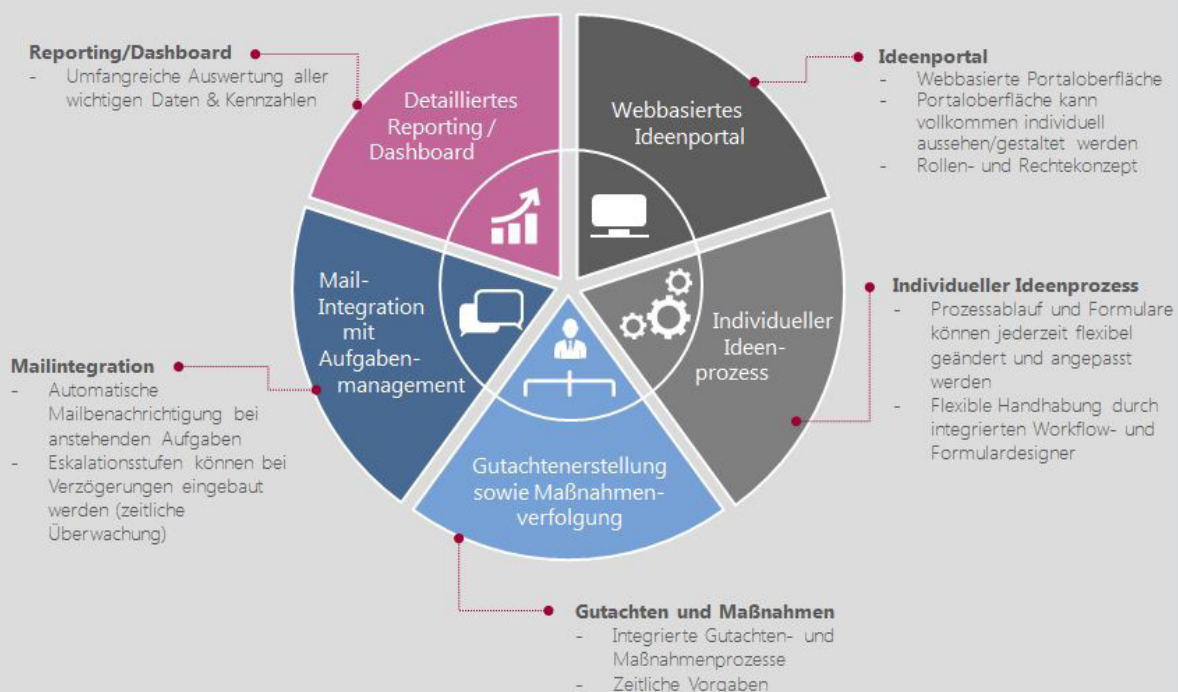 Reporting/Dashboard
- Umfangreiche Auswertung aller
wichtigen Daten & Kennzahlen
Detailliertes
Reporting /
Dashboard
Webbasiertes
Ideenportal
Ideenportal
- Webbasierte Portaloberfläche
- Portaloberfläche kann
vollkommen individuell
aussehen/gestaltet werden
- Rollen- und Rechtekonzept
Mail-
Integration
mit
Aufgaben-
management
Individueller
Ideen-
prozess
Individueller Ideenprozess
- Prozessablauf und Formulare
können jederzeit flexibel
geändert und angepasst
werden
- Flexible Handhabung durch
integrierten Workflow- und
Formulardesigner
Mailintegration
- Automatische
Mailbenachrichtigung bei
anstehenden Aufgaben
- Eskalationsstufen können bei
Verzögerungen eingebaut
werden (zeitliche
Überwachung)
Gutachtenerstellung
sowie Maßnahmen-
verfolgung
Gutachten und Maßnahmen
- Integrierte Gutachten- und
Maßnahmenprozesse
- Zeitliche Vorgaben